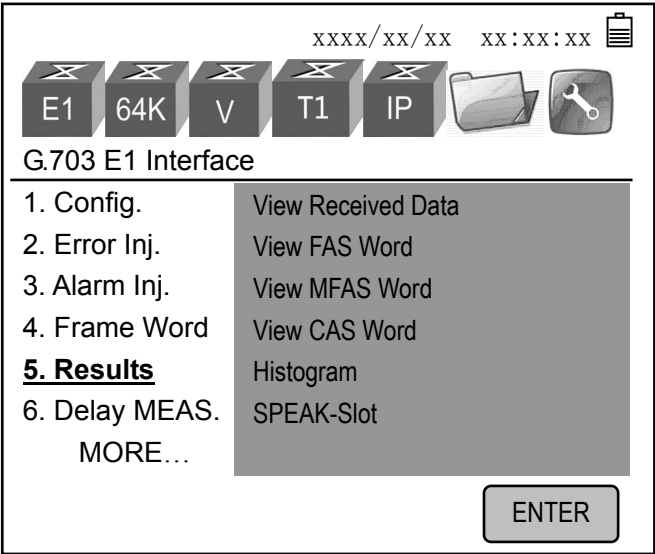 xxxx/xx/xx xx:xx:xx
E1 64K V T1 IP
G.703 E1 Interface
1. Config.
2. Error Inj.
3. Alarm Inj.
4. Frame Word
5. Results
6. Delay MEAS.
MORE...
View Received Data
View FAS Word
View MFAS Word
View CAS Word
Histogram
SPEAK-Slot
ENTER